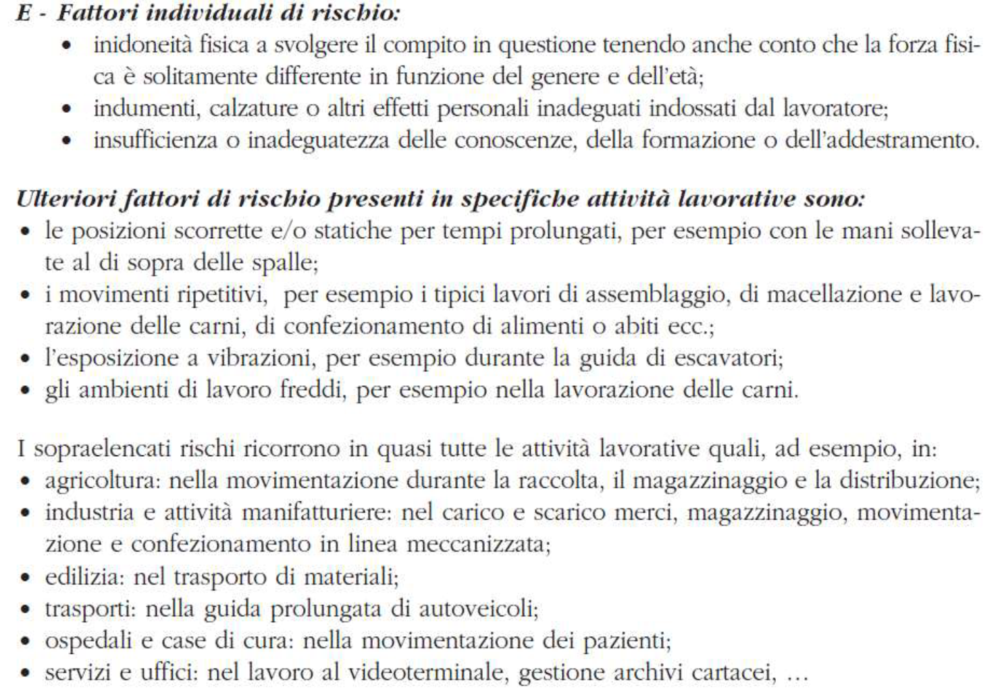 E - Fattori individuali di rischio:
• inidoneità fisica a svolgere il compito in questione tenendo anche conto che la forza fisi-
ca è solitamente differente in funzione del genere e dell'età;
• indumenti, calzature o altri effetti personali inadeguati indossati dal lavoratore;
• insufficienza o inadeguatezza delle conoscenze, della formazione o dell'addestramento.
Ulteriori fattori di rischio presenti in specifiche attività lavorative sono:
• le posizioni scorrette e/o statiche per tempi prolungati, per esempio con le mani solleva-
te al di sopra delle spalle;
• i movimenti ripetitivi,  per esempio i tipici lavori di assemblaggio, di macellazione e lavo-
razione delle carni, di confezionamento di alimenti o abiti ecc.;
• l'esposizione a vibrazioni, per esempio durante la guida di escavatori;
• gli ambienti di lavoro freddi, per esempio nella lavorazione delle carni.
I sopraelencati rischi ricorrono in quasi tutte le attività lavorative quali, ad esempio, in:
• agricoltura: nella movimentazione durante la raccolta, il magazzinaggio e la distribuzione;
• industria e attività manifatturiere: nel carico e scarico merci, magazzinaggio, movimenta-
zione e confezionamento in linea meccanizzata;
• edilizia: nel trasporto di materiali;
• trasporti: nella guida prolungata di autoveicoli;
• ospedali e case di cura: nella movimentazione dei pazienti;
• servizi e uffici: nel lavoro al videoterminale, gestione archivi cartacei, …